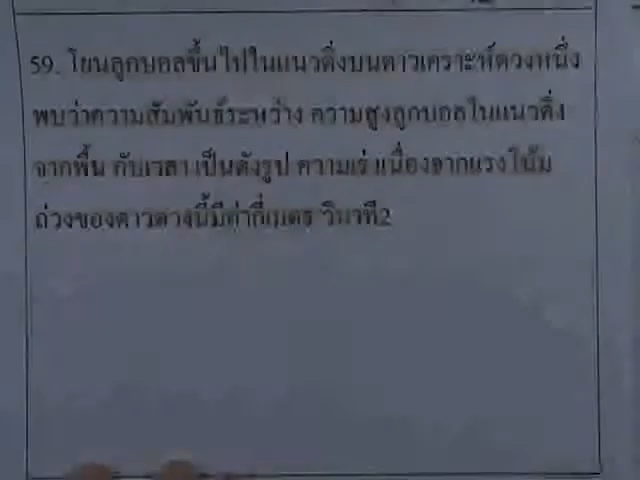 59. โยนลูกบอลขึ้นไปในแนวดิ่งบนดาวเคราะห์ดวงหนึ่ง
พบว่าความสัมพันธ์ระหว่าง ความสูงลูกบอลในแนวดิ่ง
จากพื้น กับเวลา เป็นดังรูป ความเร่งเนื่องจากแรงโน้ม
ถ่วงของดาวดวงนี้มีค่ากี่เมตร วินาที2